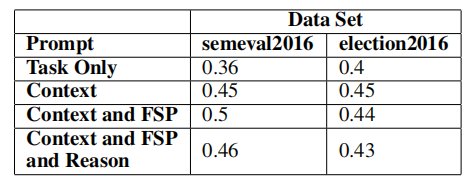 Data Set
Prompt semeval2016 election2016
Task Only 0.36 0.4
Context 0.45 0.45
Context and FSP 0.5 0.44
Context and FSP
and Reason 0.46 0.43